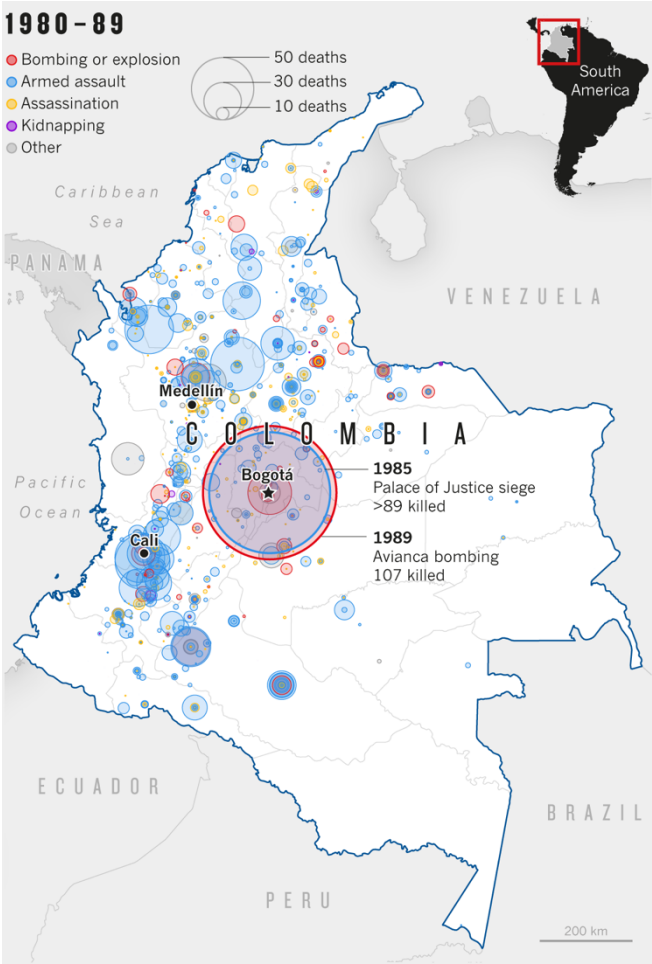 1980–89
Bombing or explosion
Armed assault
Assassination
Kidnapping
Other
50 deaths
30 deaths
10 deaths
South
America
Caribbean
Sea
PANAMA
VENEZUELA
Medellín
COLOMBIA
Bogotá
1985
Palace of Justice siege
>89 killed
1989
Avianca bombing
107 killed
Pacific
Ocean
Cali
ECUADOR
BRAZIL
PERU
200 km